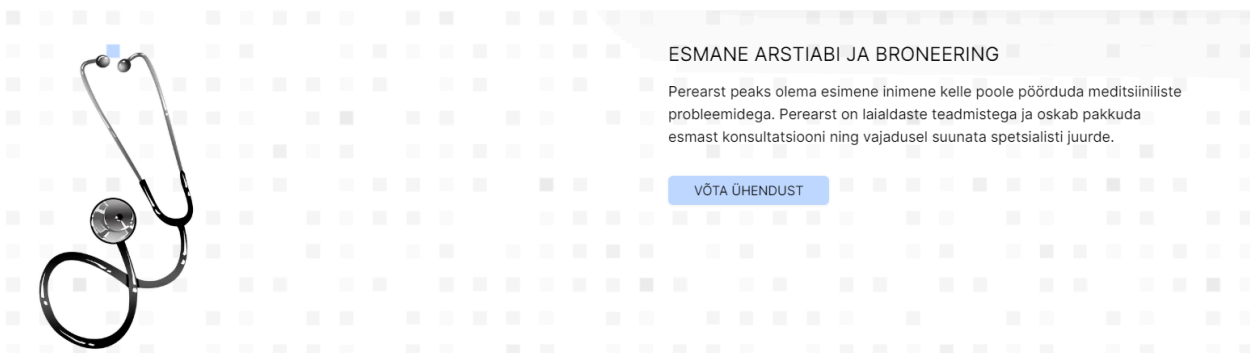 ESMANE ARSTIABI JA BRONEERING
Perearst peaks olema esimene inimene kelle poole pöörduda meditsiiniliste
probleemidega. Perearst on laialdaste teadmistega ja oskab pakkuda
esmast konsultatsiooni ning vajadusel suunata spetsialisti juurde.
VÕTA ÜHENDUST